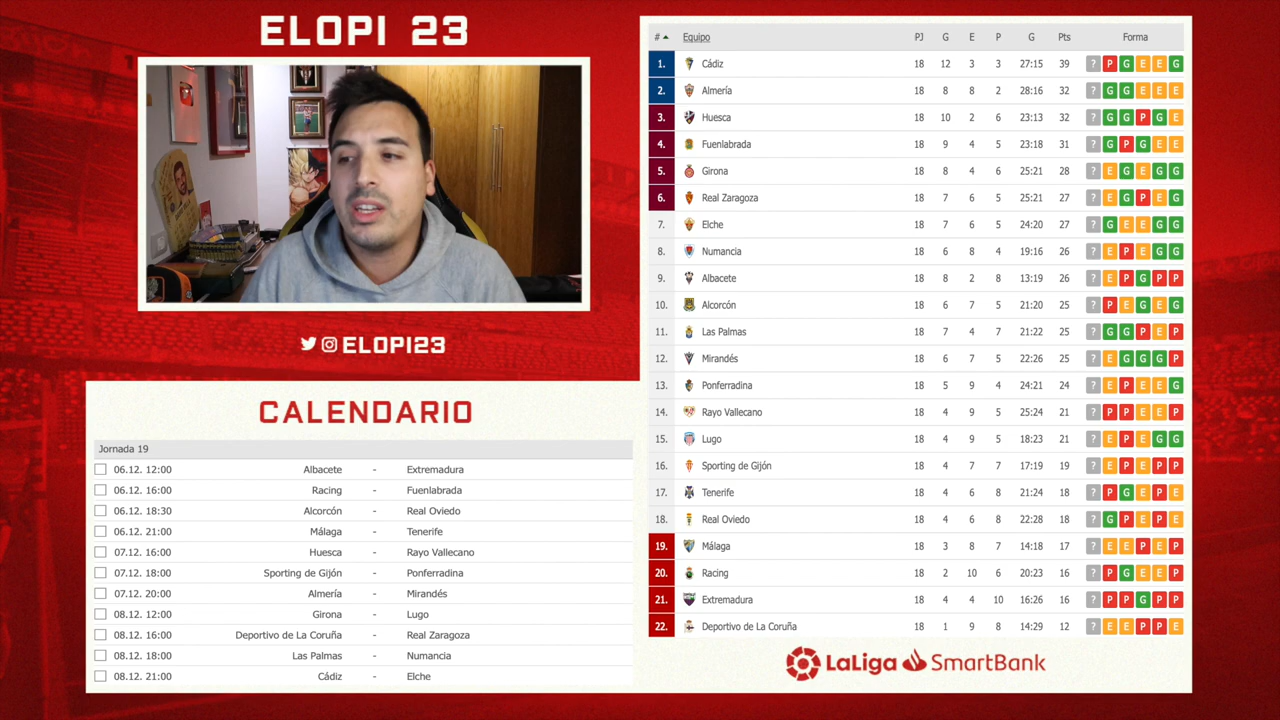 ELOPI 23
ELOPI23
CALENDARIO
Jornada 19
06.12. 12:00 Albacete - Extremadura
06.12. 16:00 Racing - Fuenlabrada
06.12. 18:30 Alcorcón - Real Oviedo
06.12. 21:00 Málaga - Tenerife
07.12. 16:00 Huesca - Rayo Vallecano
07.12. 18:00 Sporting de Gijón - Ponferradina
07.12. 20:00 Almería - Mirandés
08.12. 12:00 Girona - Lugo
08.12. 16:00 Deportivo de La Coruña - Real Zaragoza
08.12. 18:00 Las Palmas - Numancia
08.12. 21:00 Cádiz - Elche
# Equipo PJ G E P G Pts Forma
1. Cádiz 18 12 3 3 27:15 39 ? P G E E G
2. Almería 18 8 8 2 28:16 32 ? G G E E E
3. Huesca 18 10 2 6 23:13 32 ? G G P G E
4. Fuenlabrada 18 9 4 5 23:18 31 ? G P G E E
5. Girona 18 8 4 6 25:21 28 ? E G E G G
6. Real Zaragoza 18 7 6 5 25:21 27 ? E G P E G
7. Elche 18 7 6 5 24:20 27 ? G E E G G
8. Numancia 18 6 8 4 19:16 26 ? E P E G G
9. Albacete 18 8 2 8 13:19 26 ? E P G P P
10. Alcorcón 18 6 7 5 21:20 25 ? P E G E G
11. Las Palmas 18 7 4 7 21:22 25 ? G G P E P
12. Mirandés 18 6 7 5 22:26 25 ? E G G G P
13. Ponferradina 18 5 9 4 24:21 24 ? E P E E G
14. Rayo Vallecano 18 4 9 5 25:24 21 ? P P E E P
15. Lugo 18 4 9 5 18:23 21 ? E P E G G
16. Sporting de Gijón 18 4 7 7 17:19 19 ? E P E P P
17. Tenerife 18 4 6 8 21:24 18 ? P G E P E
18. Real Oviedo 18 4 6 8 22:28 18 ? G P E P E
19. Málaga 18 3 8 7 14:18 17 ? E E P E P
20. Racing 18 2 10 6 20:23 16 ? P G E E P
21. Extremadura 18 4 4 10 16:26 16 ? P P G P P
22. Deportivo de La Coruña 18 1 9 8 14:29 12 ? E E P P E
LaLiga SmartBank